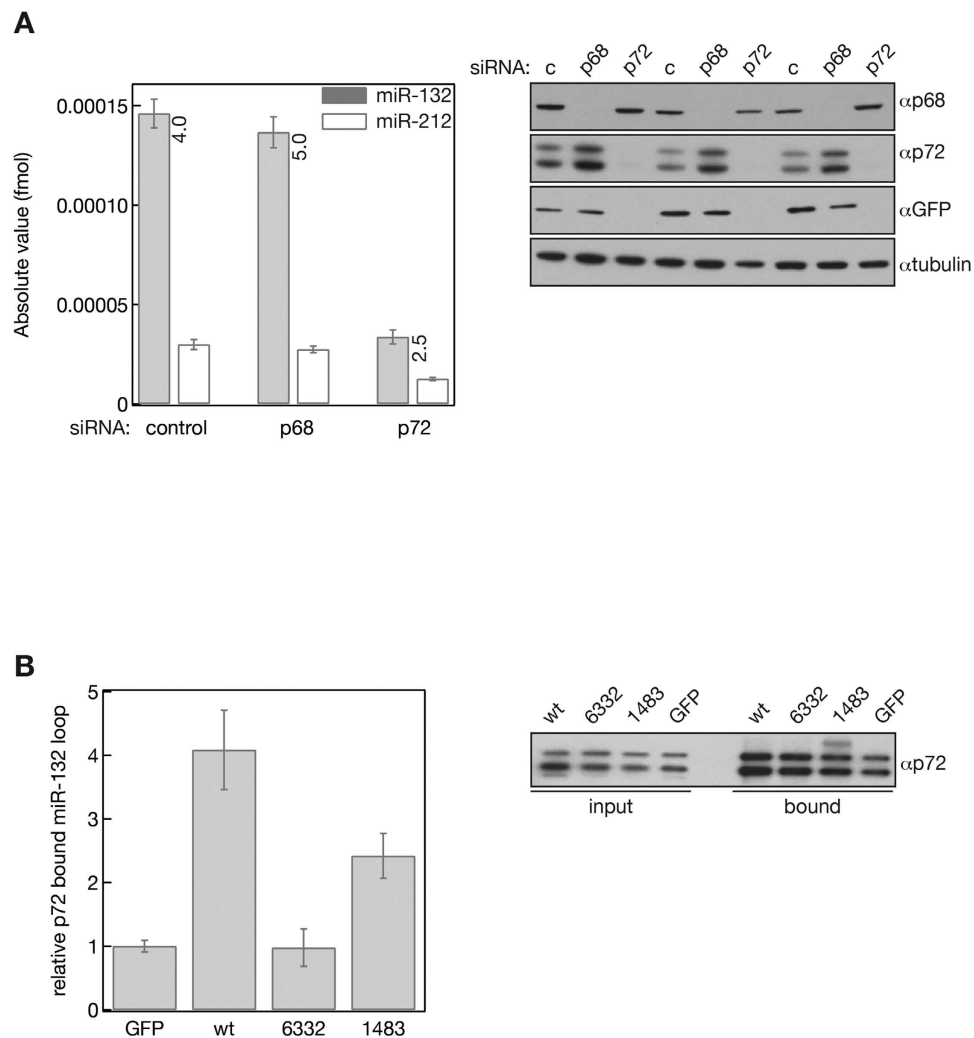 A
Absolute value (fmol)
0.00015
0.00010
0.00005
0
miR-132
miR-212
4.0
5.0
2.5
siRNA: control p68 p72
siRNA: c p68 p72 c p68 p72 c p68 p72
αp68
αp72
αGFP
αtubulin
B
relative p72 bound miR-132 loop
5
4
3
2
1
0
GFP wt 6332 1483
wt 6332 1483 GFP wt 6332 1483 GFP
αp72
input bound